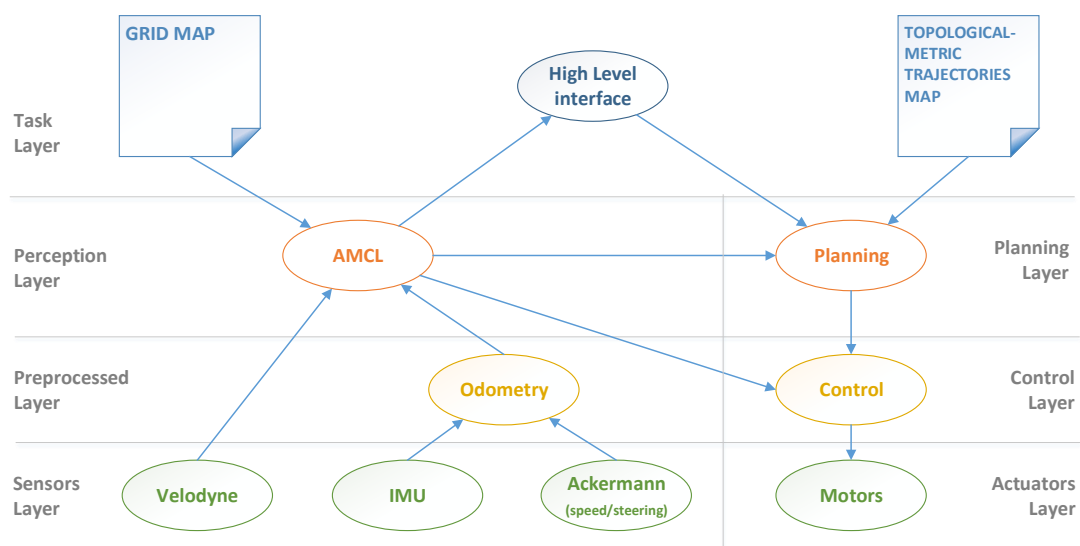 GRID MAP
TOPOLOGICAL-
METRIC
TRAJECTORIES
MAP
High Level
interface
Task
Layer
Perception
Layer
AMCL
Planning
Planning
Layer
Preprocessed
Layer
Odometry
Control
Control
Layer
Sensors
Layer
Velodyne
IMU
Ackermann
(speed/steering)
Motors
Actuators
Layer